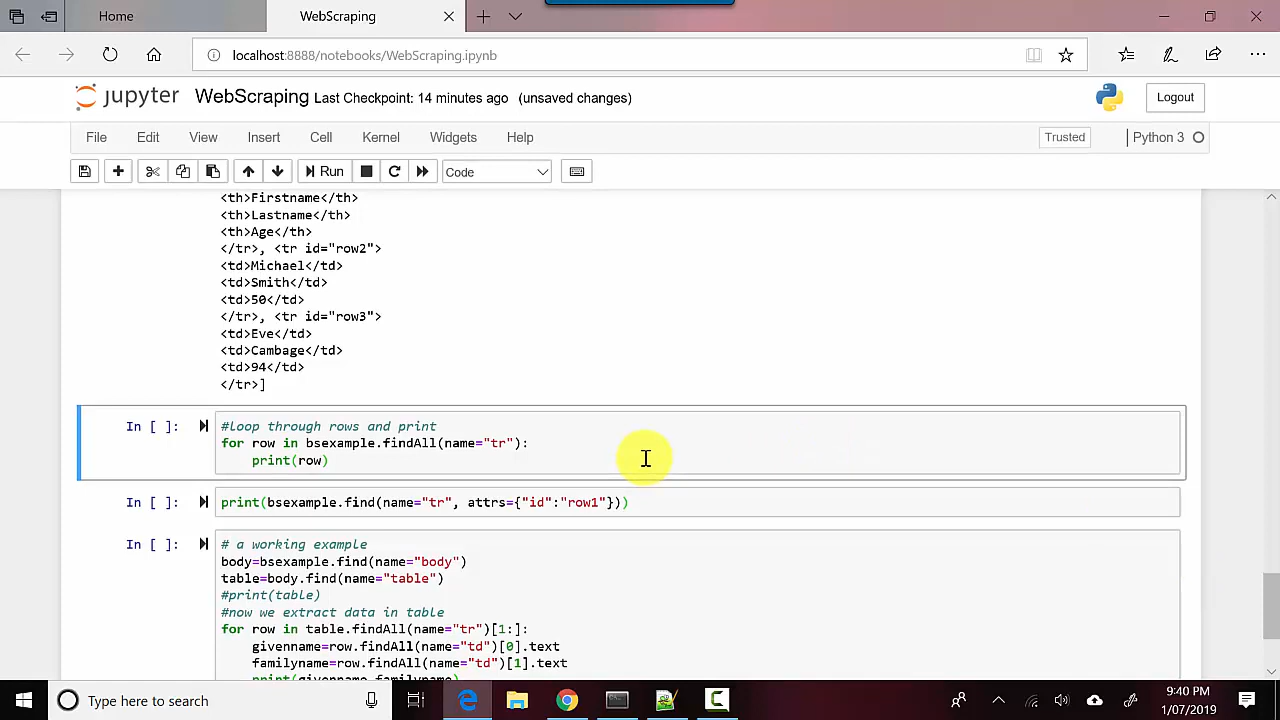 Home
WebScraping
localhost:8888/notebooks/WebScraping.ipynb
jupyter WebScraping Last Checkpoint: 14 minutes ago (unsaved changes)
Logout
File Edit View Insert Cell Kernel Widgets Help
Trusted
Python 3
Run
Code
<th>Firstname</th>
<th>Lastname</th>
<th>Age</th>
</tr>, <tr id="row2">
<td>Michael</td>
<td>Smith</td>
<td>50</td>
</tr>, <tr id="row3">
<td>Eve</td>
<td>Cambage</td>
<td>94</td>
</tr>]
In [ ]:
#loop through rows and print
for row in bsexample.findAll(name="tr"):
    print(row)
In [ ]:
print(bsexample.find(name="tr", attrs={"id":"row1"}))
In [ ]:
# a working example
body=bsexample.find(name="body")
table=body.find(name="table")
#print(table)
#now we extract data in table
for row in table.findAll(name="tr")[1:]:
    givenname=row.findAll(name="td")[0].text
    familyname=row.findAll(name="td")[1].text
    print(givenname,familyname)
Type here to search
9:40 PM
1/07/2019